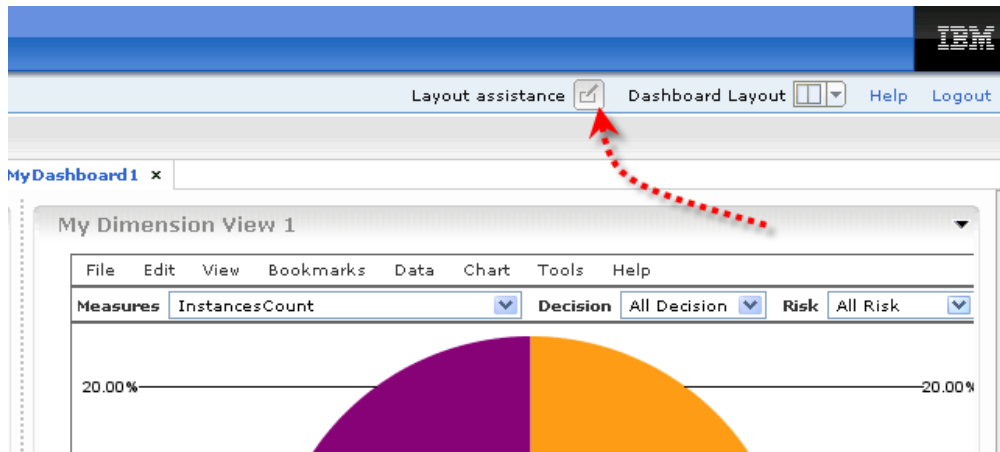 IBM
Layout assistance Dashboard Layout Help Logout
MyDashboard1 ×
My Dimension View 1
File Edit View Bookmarks Data Chart Tools Help
Measures InstancesCount Decision All Decision Risk All Risk
20.00% 20.00%